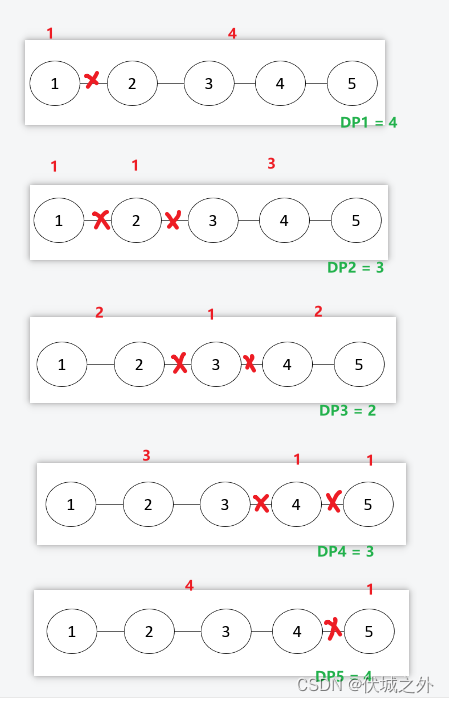 1 4
1 2 3 4 5
DP1 = 4
1 1 3
1 2 3 4 5
DP2 = 3
2 1 2
1 2 3 4 5
DP3 = 2
3 1 1
1 2 3 4 5
DP4 = 3
4 1
1 2 3 4 5
DP5 = 4
CSDN @伏城之外